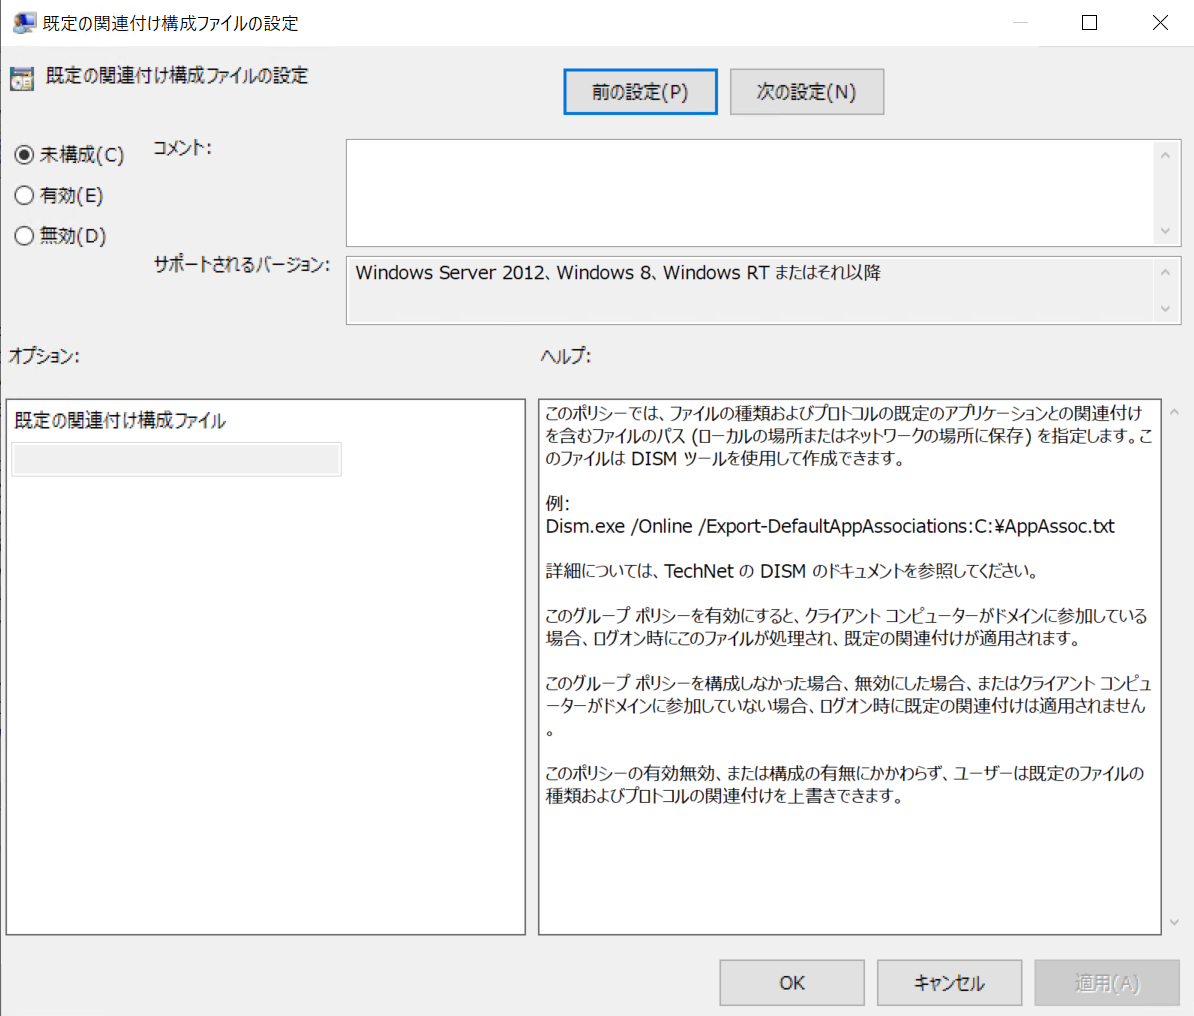 既定の関連付け構成ファイルの設定
既定の関連付け構成ファイルの設定
前の設定(P)
次の設定(N)
未構成(C)
コメント:
有効(E)
無効(D)
サポートされるバージョン:
Windows Server 2012、Windows 8、Windows RT またはそれ以降
オプション:
ヘルプ:
既定の関連付け構成ファイル
このポリシーでは、ファイルの種類およびプロトコルの既定のアプリケーションとの関連付け
を含むファイルのパス (ローカルの場所またはネットワークの場所に保存) を指定します。こ
のファイルは DISM ツールを使用して作成できます。
例:
Dism.exe /Online /Export-DefaultAppAssociations:C:¥AppAssoc.txt
詳細については、TechNet の DISM のドキュメントを参照してください。
このグループ ポリシーを有効にすると、クライアント コンピューターがドメインに参加している
場合、ログオン時にこのファイルが処理され、既定の関連付けが適用されます。
このグループ ポリシーを構成しなかった場合、無効にした場合、またはクライアント コンピュ
ーターがドメインに参加していない場合、ログオン時に既定の関連付けは適用されません
。
このポリシーの有効無効、または構成の有無にかかわらず、ユーザーは既定のファイルの
種類およびプロトコルの関連付けを上書きできます。
OK
キャンセル
適用(A)